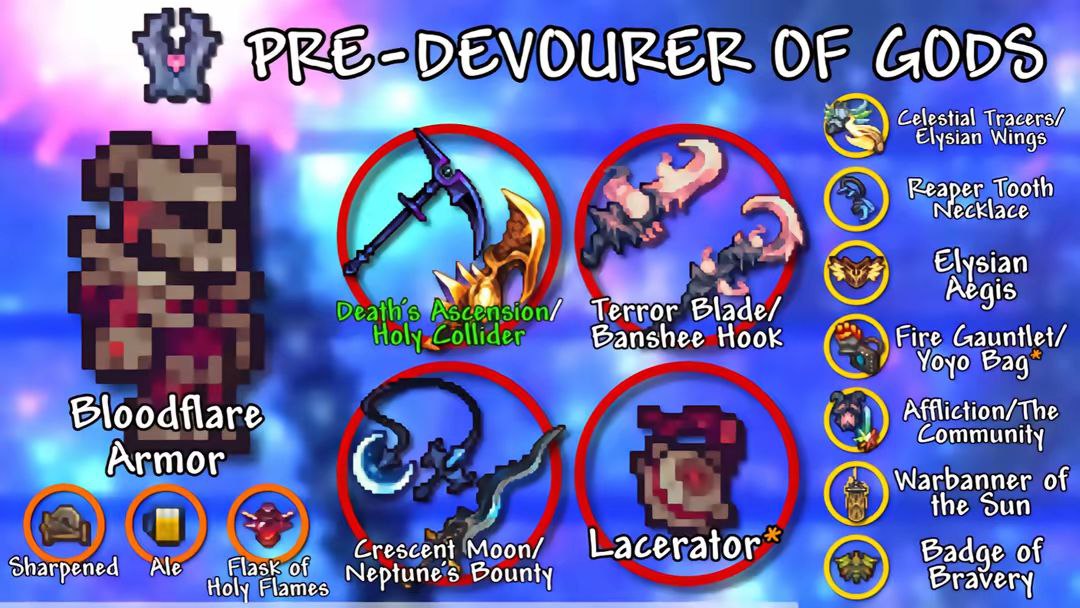 PRE-DEVOURER OF GODS
Bloodflare
Armor
Sharpened
Ale
Flask of
Holy Flames
Death's Ascension/
Holy Collider
Terror Blade/
Banshee Hook
Crescent Moon/
Neptune's Bounty
Lacerator*
Celestial Tracers/
Elysian Wings
Reaper Tooth
Necklace
Elysian
Aegis
Fire Gauntlet/
Yoyo Bag*
Affliction/The
Community
Warbanner of
the Sun
Badge of
Bravery